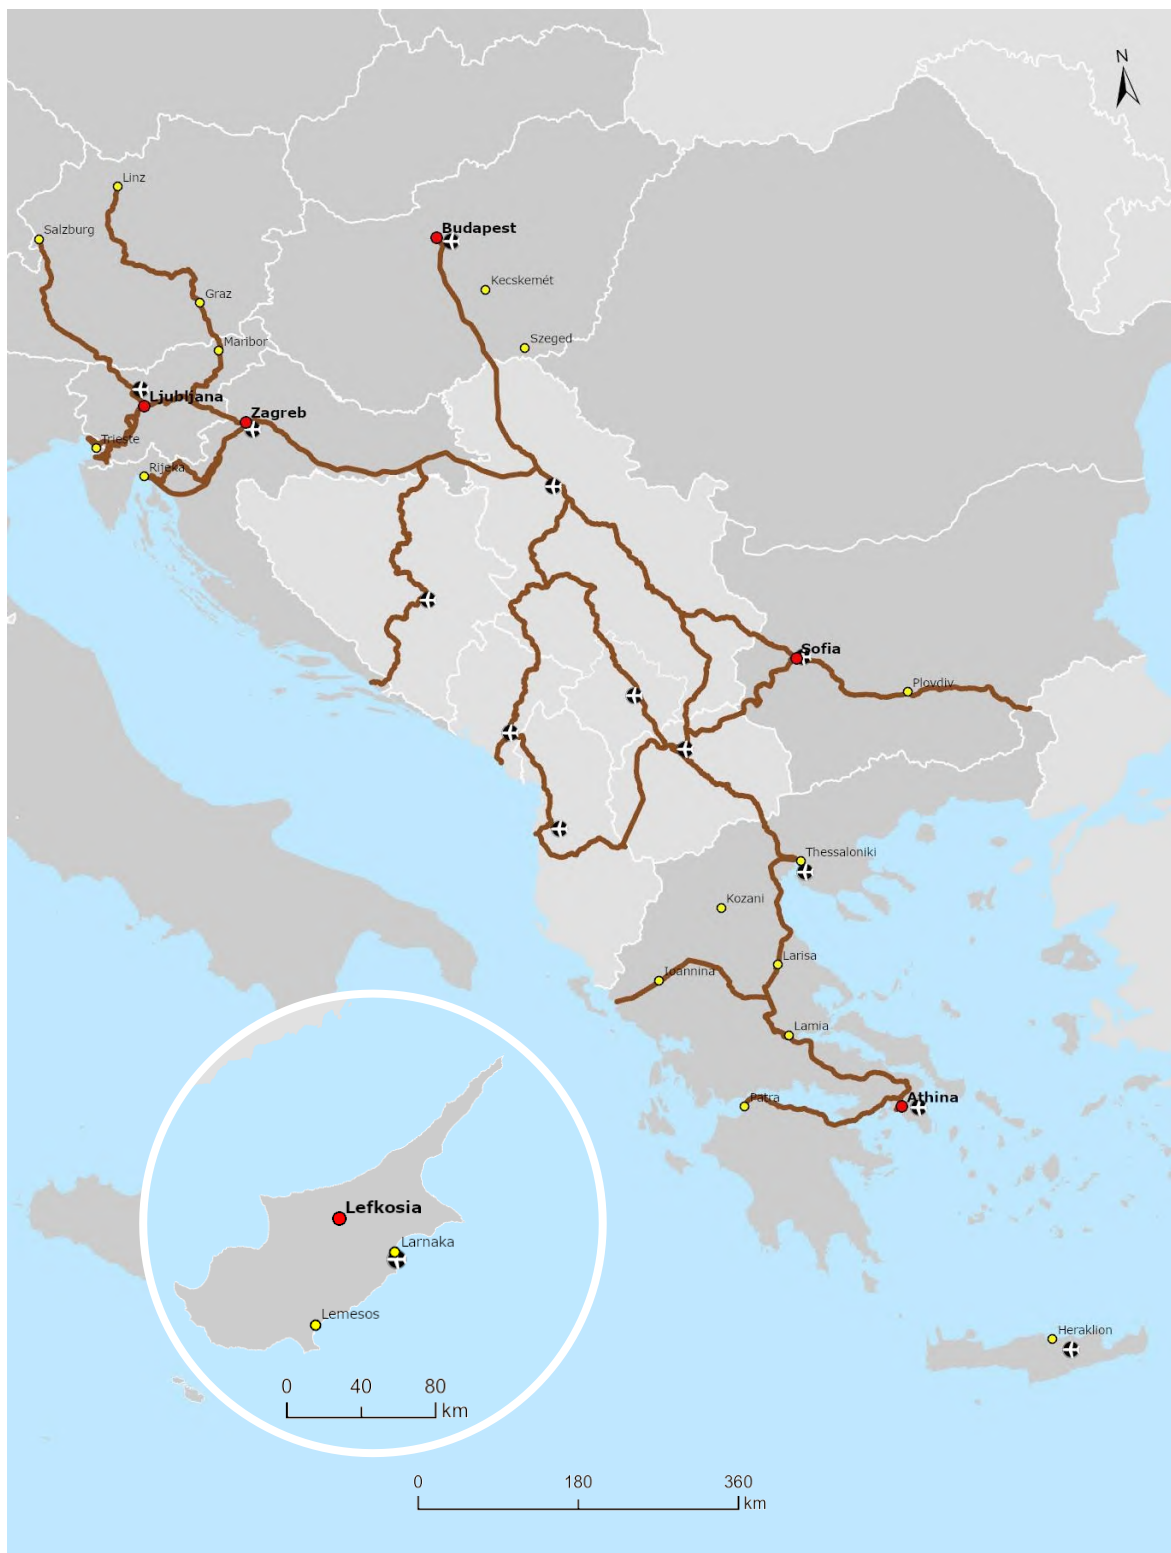 N
Linz
Salzburg
Budapest
Kecskemét
Graz
Szeged
Maribor
Ljubljana
Zagreb
Trieste
Rijeka
Sofia
Plovdiv
Thessaloniki
Kozani
Larisa
Ioannina
Lamia
Patra
Athina
Lefkosia
Larnaka
Lemesos
Heraklion
0 40 80
km
0 180 360
km